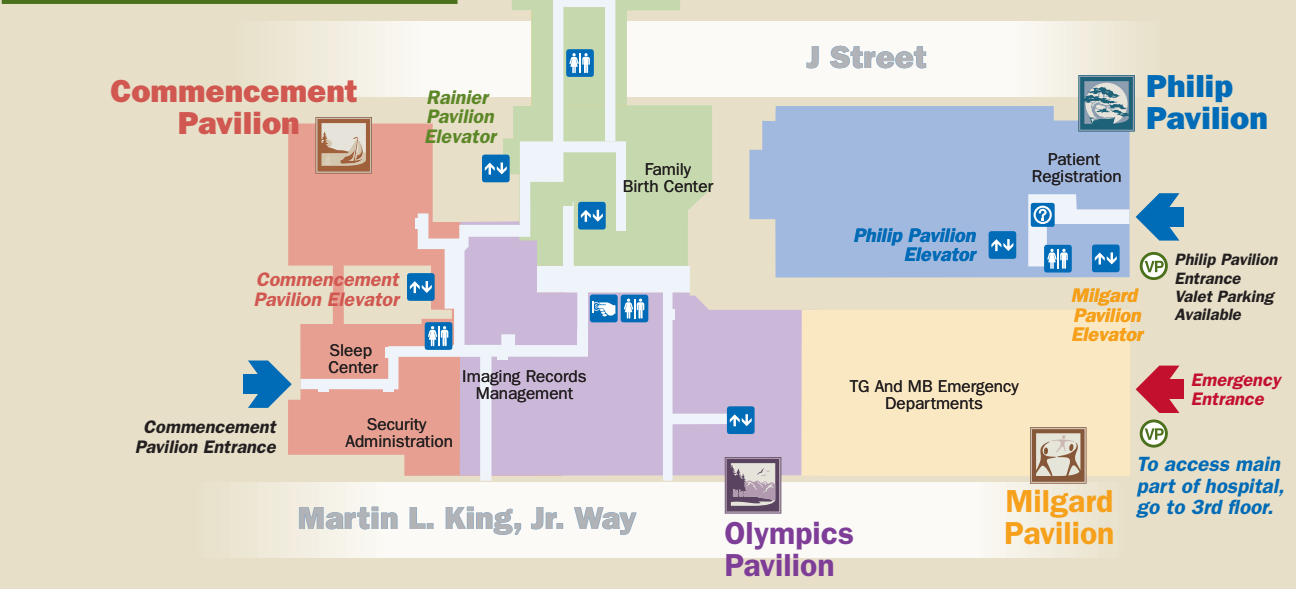 J Street
Commencement
Pavilion
Rainier
Pavilion
Elevator
Philip
Pavilion
Family
Birth Center
Patient
Registration
?
Philip Pavilion
Elevator
VP
Philip Pavilion
Entrance
Valet Parking
Available
Commencement
Pavilion Elevator
Milgard
Pavilion
Elevator
Sleep
Center
Imaging Records
Management
TG And MB Emergency
Departments
Emergency
Entrance
Commencement
Pavilion Entrance
Security
Administration
VP
To access main
part of hospital,
go to 3rd floor.
Martin L. King, Jr. Way
Olympics
Pavilion
Milgard
Pavilion